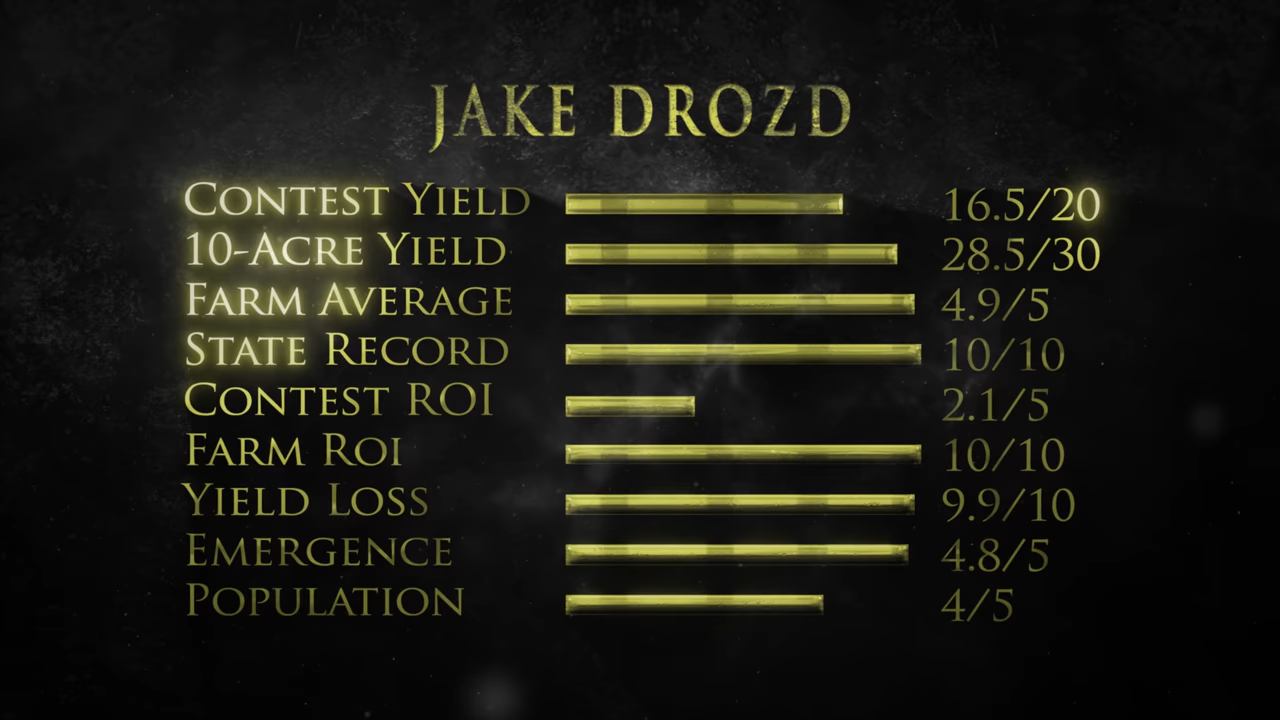 JAKE DROZD
CONTEST YIELD 16.5/20
10-ACRE YIELD 28.5/30
FARM AVERAGE 4.9/5
STATE RECORD 10/10
CONTEST ROI 2.1/5
FARM ROI 10/10
YIELD LOSS 9.9/10
EMERGENCE 4.8/5
POPULATION 4/5